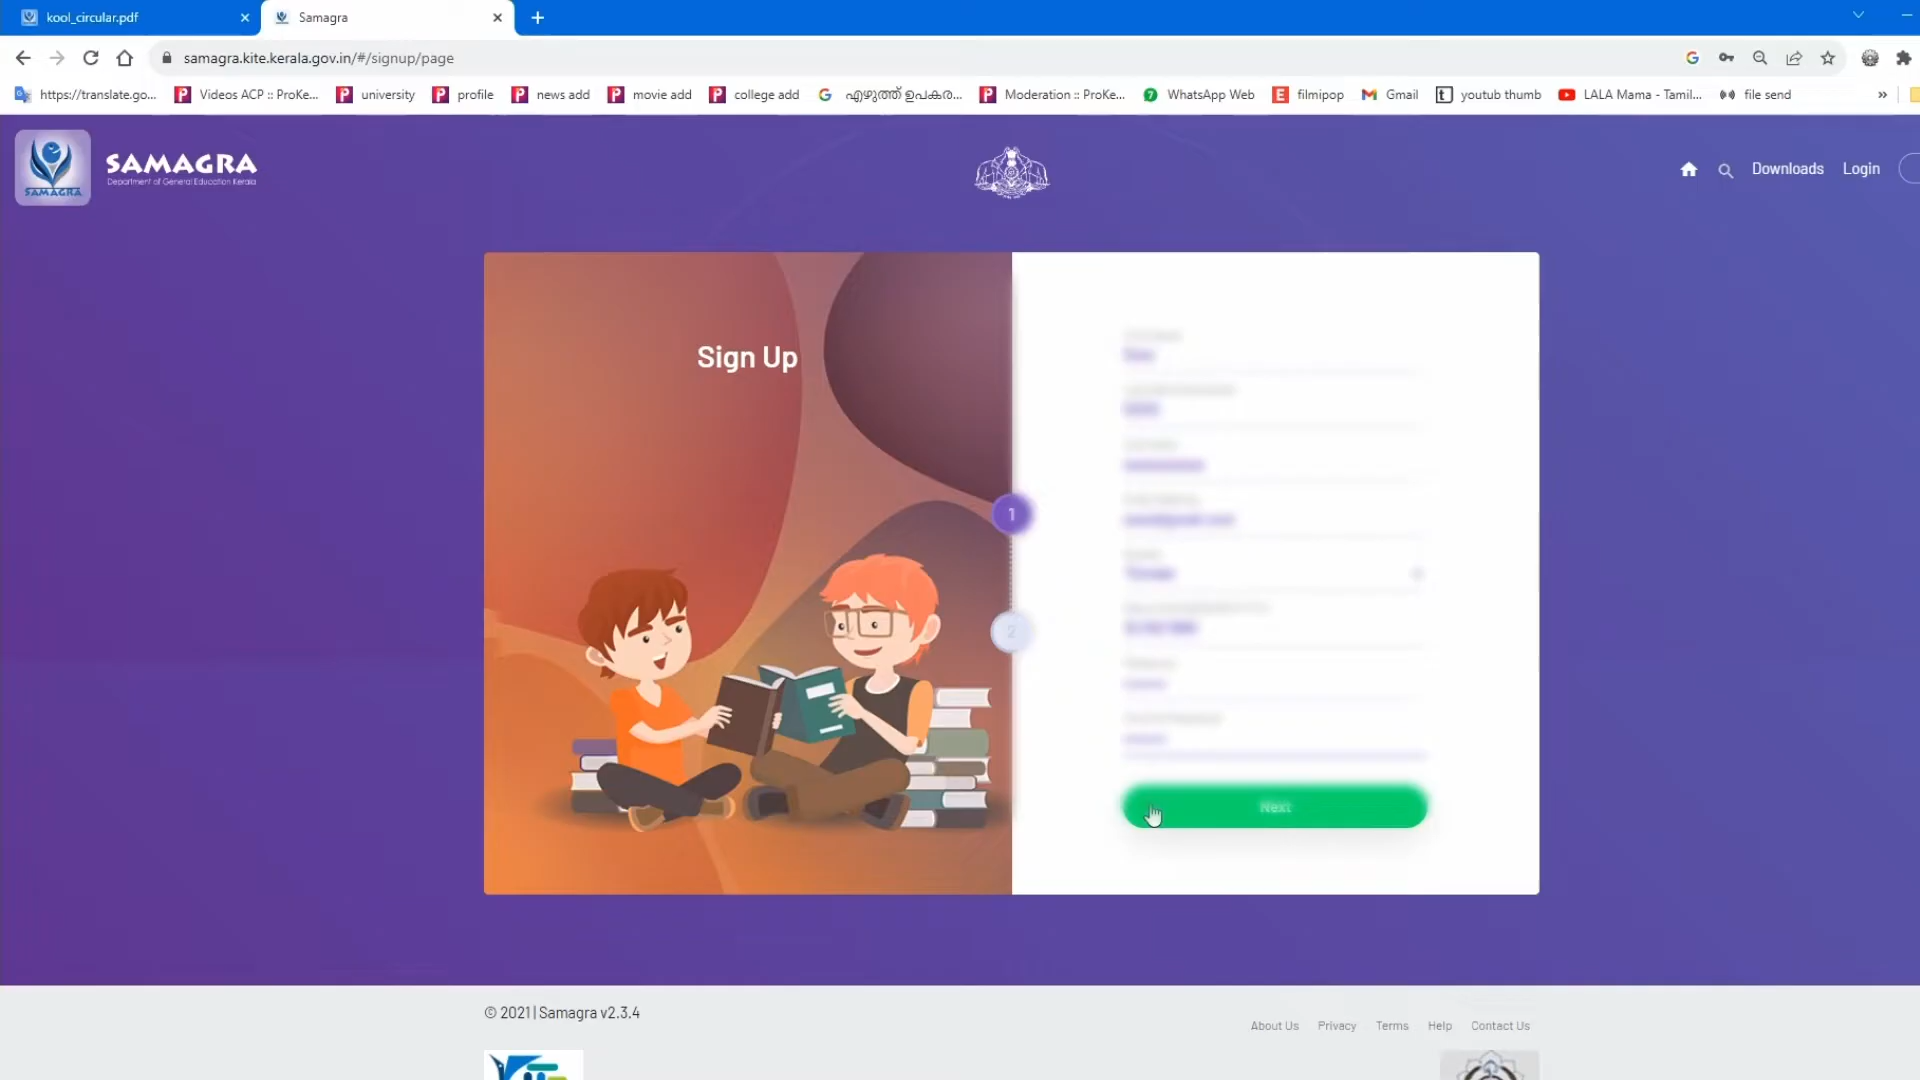 kool_circular.pdf
Samagra
samagra.kite.kerala.gov.in/#/signup/page
https://translate.go... Videos ACP :: ProKe... university profile news add movie add college add എഴുത്ത് ഉപകര... Moderation :: ProKe... WhatsApp Web filmipop Gmail youtub thumb LALA Mama - Tamil... file send
SAMAGRA
SAMAGRA
Department of General Education Kerala
Downloads Login
Sign Up
1
2
Next
© 2021 | Samagra v2.3.4
About Us Privacy Terms Help Contact Us